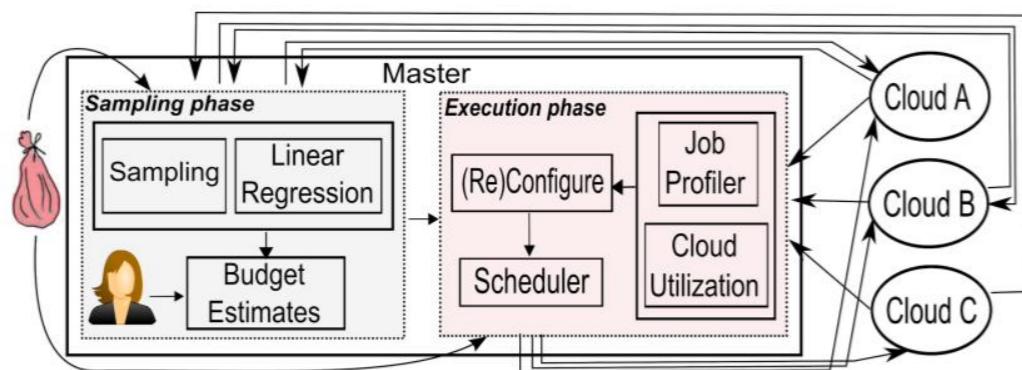 Master
Sampling phase
Sampling
Linear
Regression
Budget
Estimates
Execution phase
(Re)Configure
Scheduler
Job
Profiler
Cloud
Utilization
Cloud A
Cloud B
Cloud C